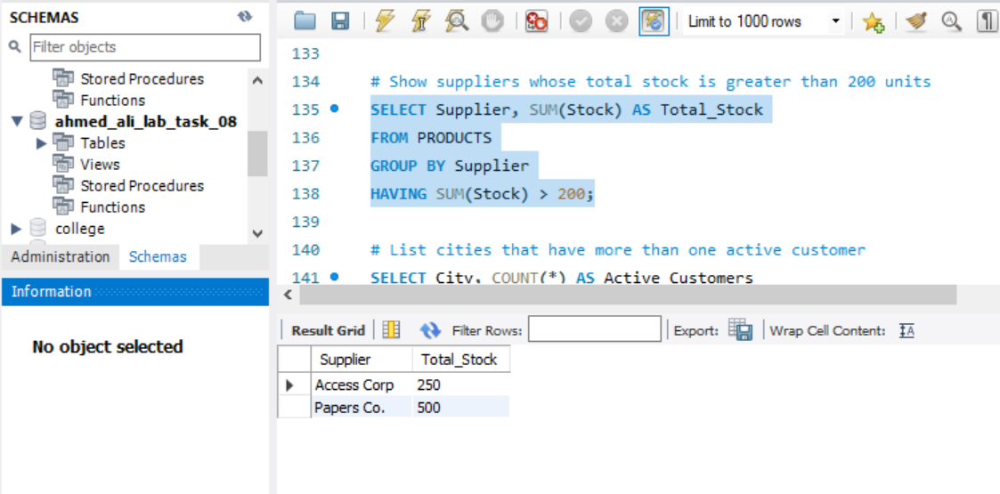 SCHEMAS
Filter objects
Stored Procedures
Functions
ahmed_ali_lab_task_08
Tables
Views
Stored Procedures
Functions
college
Administration Schemas
Information
No object selected
Limit to 1000 rows
133
134 # Show suppliers whose total stock is greater than 200 units
135 SELECT Supplier, SUM(Stock) AS Total_Stock
136 FROM PRODUCTS
137 GROUP BY Supplier
138 HAVING SUM(Stock) > 200;
139
140 # List cities that have more than one active customer
141 SELECT City, COUNT(*) AS Active_Customers
Result Grid Filter Rows: Export: Wrap Cell Content:
Supplier Total_Stock
Access Corp 250
Papers Co. 500